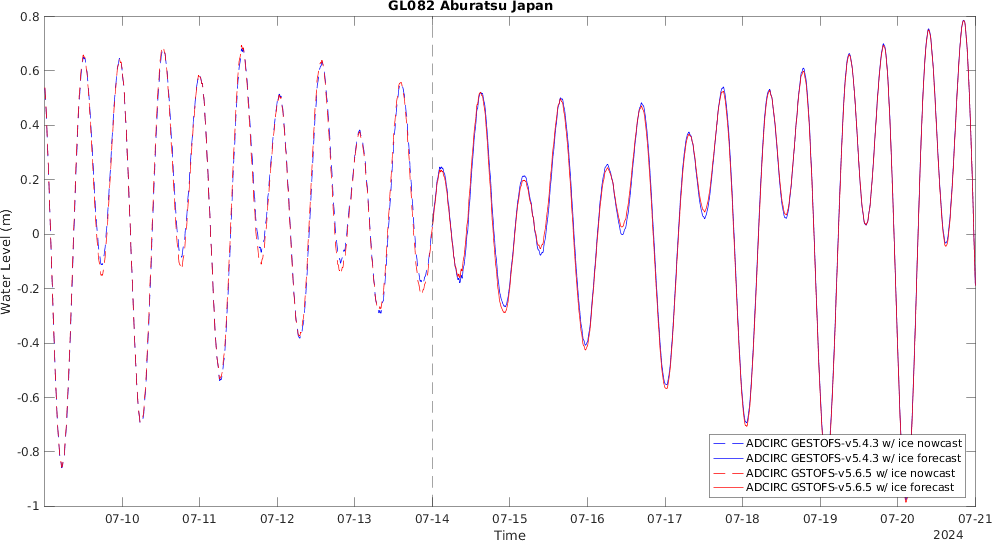 GL082 Aburatsu Japan
Water Level (m)
0.8
0.6
0.4
0.2
0
-0.2
-0.4
-0.6
-0.8
-1
ADCIRC GESTOFS-v5.4.3 w/ ice nowcast
ADCIRC GESTOFS-v5.4.3 w/ ice forecast
ADCIRC GSTOFS-v5.6.5 w/ ice nowcast
ADCIRC GSTOFS-v5.6.5 w/ ice forecast
07-10 07-11 07-12 07-13 07-14 07-15 07-16 07-17 07-18 07-19 07-20 07-21
Time
2024